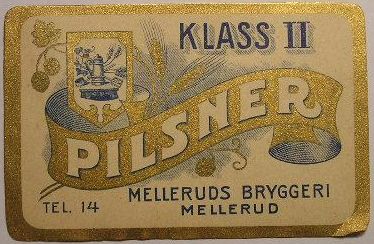 KLASS II
PILSNER
MELLERUDS BRYGGERI
TEL. 14 MELLERUD